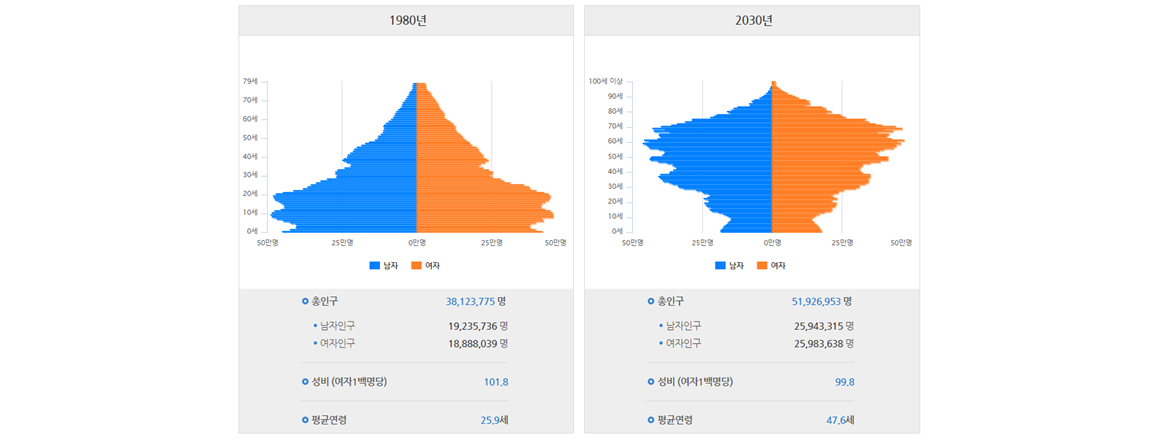 1980년
79세
70세
60세
50세
40세
30세
20세
10세
0세
50만명 25만명 0만명 25만명 50만명
남자 여자
총인구 38,123,775 명
남자인구 19,235,736 명
여자인구 18,888,039 명
성비 (여자1백명당) 101.8
평균연령 25.9세
2030년
100세 이상
90세
80세
70세
60세
50세
40세
30세
20세
10세
0세
50만명 25만명 0만명 25만명 50만명
남자 여자
총인구 51,926,953 명
남자인구 25,943,315 명
여자인구 25,983,638 명
성비 (여자1백명당) 99.8
평균연령 47.6세